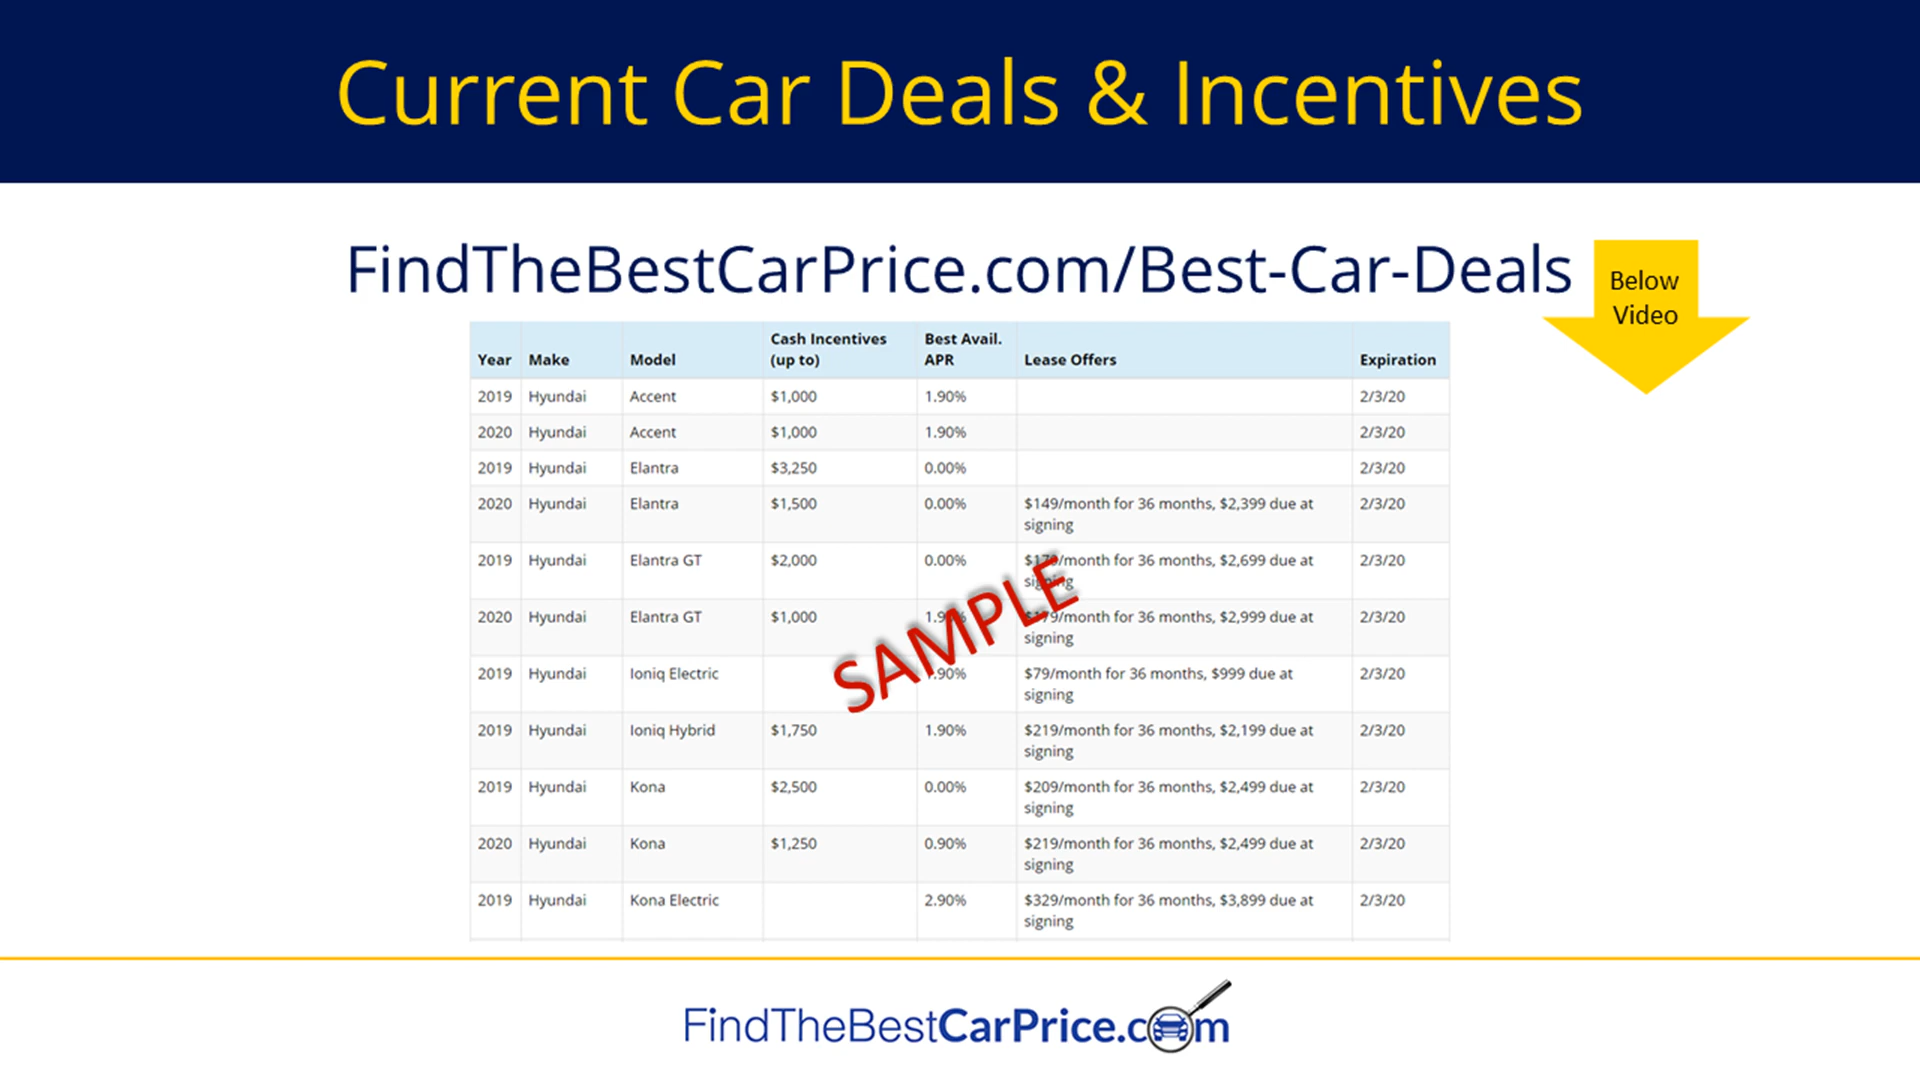 Current Car Deals & Incentives
FindTheBestCarPrice.com/Best-Car-Deals
Below
Video
Year Make Model Cash Incentives (up to) Best Avail. APR Lease Offers Expiration
2019 Hyundai Accent $1,000 1.90% 2/3/20
2020 Hyundai Accent $1,000 1.90% 2/3/20
2019 Hyundai Elantra $3,250 0.00% 2/3/20
2020 Hyundai Elantra $1,500 0.00% $149/month for 36 months, $2,399 due at 2/3/20
signing
2019 Hyundai Elantra GT $2,000 0.00% /month for 36 months, $2,699 due at 2/3/20
signing
2020 Hyundai Elantra GT $1,000 $179/month for 36 months, $2,999 due at 2/3/20
signing
2019 Hyundai Ioniq Electric $79/month for 36 months, $999 due at 2/3/20
signing
2019 Hyundai Ioniq Hybrid $1,750 1.90% $219/month for 36 months, $2,199 due at 2/3/20
signing
2019 Hyundai Kona $2,500 0.00% $209/month for 36 months, $2,499 due at 2/3/20
signing
2020 Hyundai Kona $1,250 0.90% $219/month for 36 months, $2,499 due at 2/3/20
signing
2019 Hyundai Kona Electric 2.90% $329/month for 36 months, $3,899 due at 2/3/20
signing
SAMPLE
FindTheBestCarPrice.com